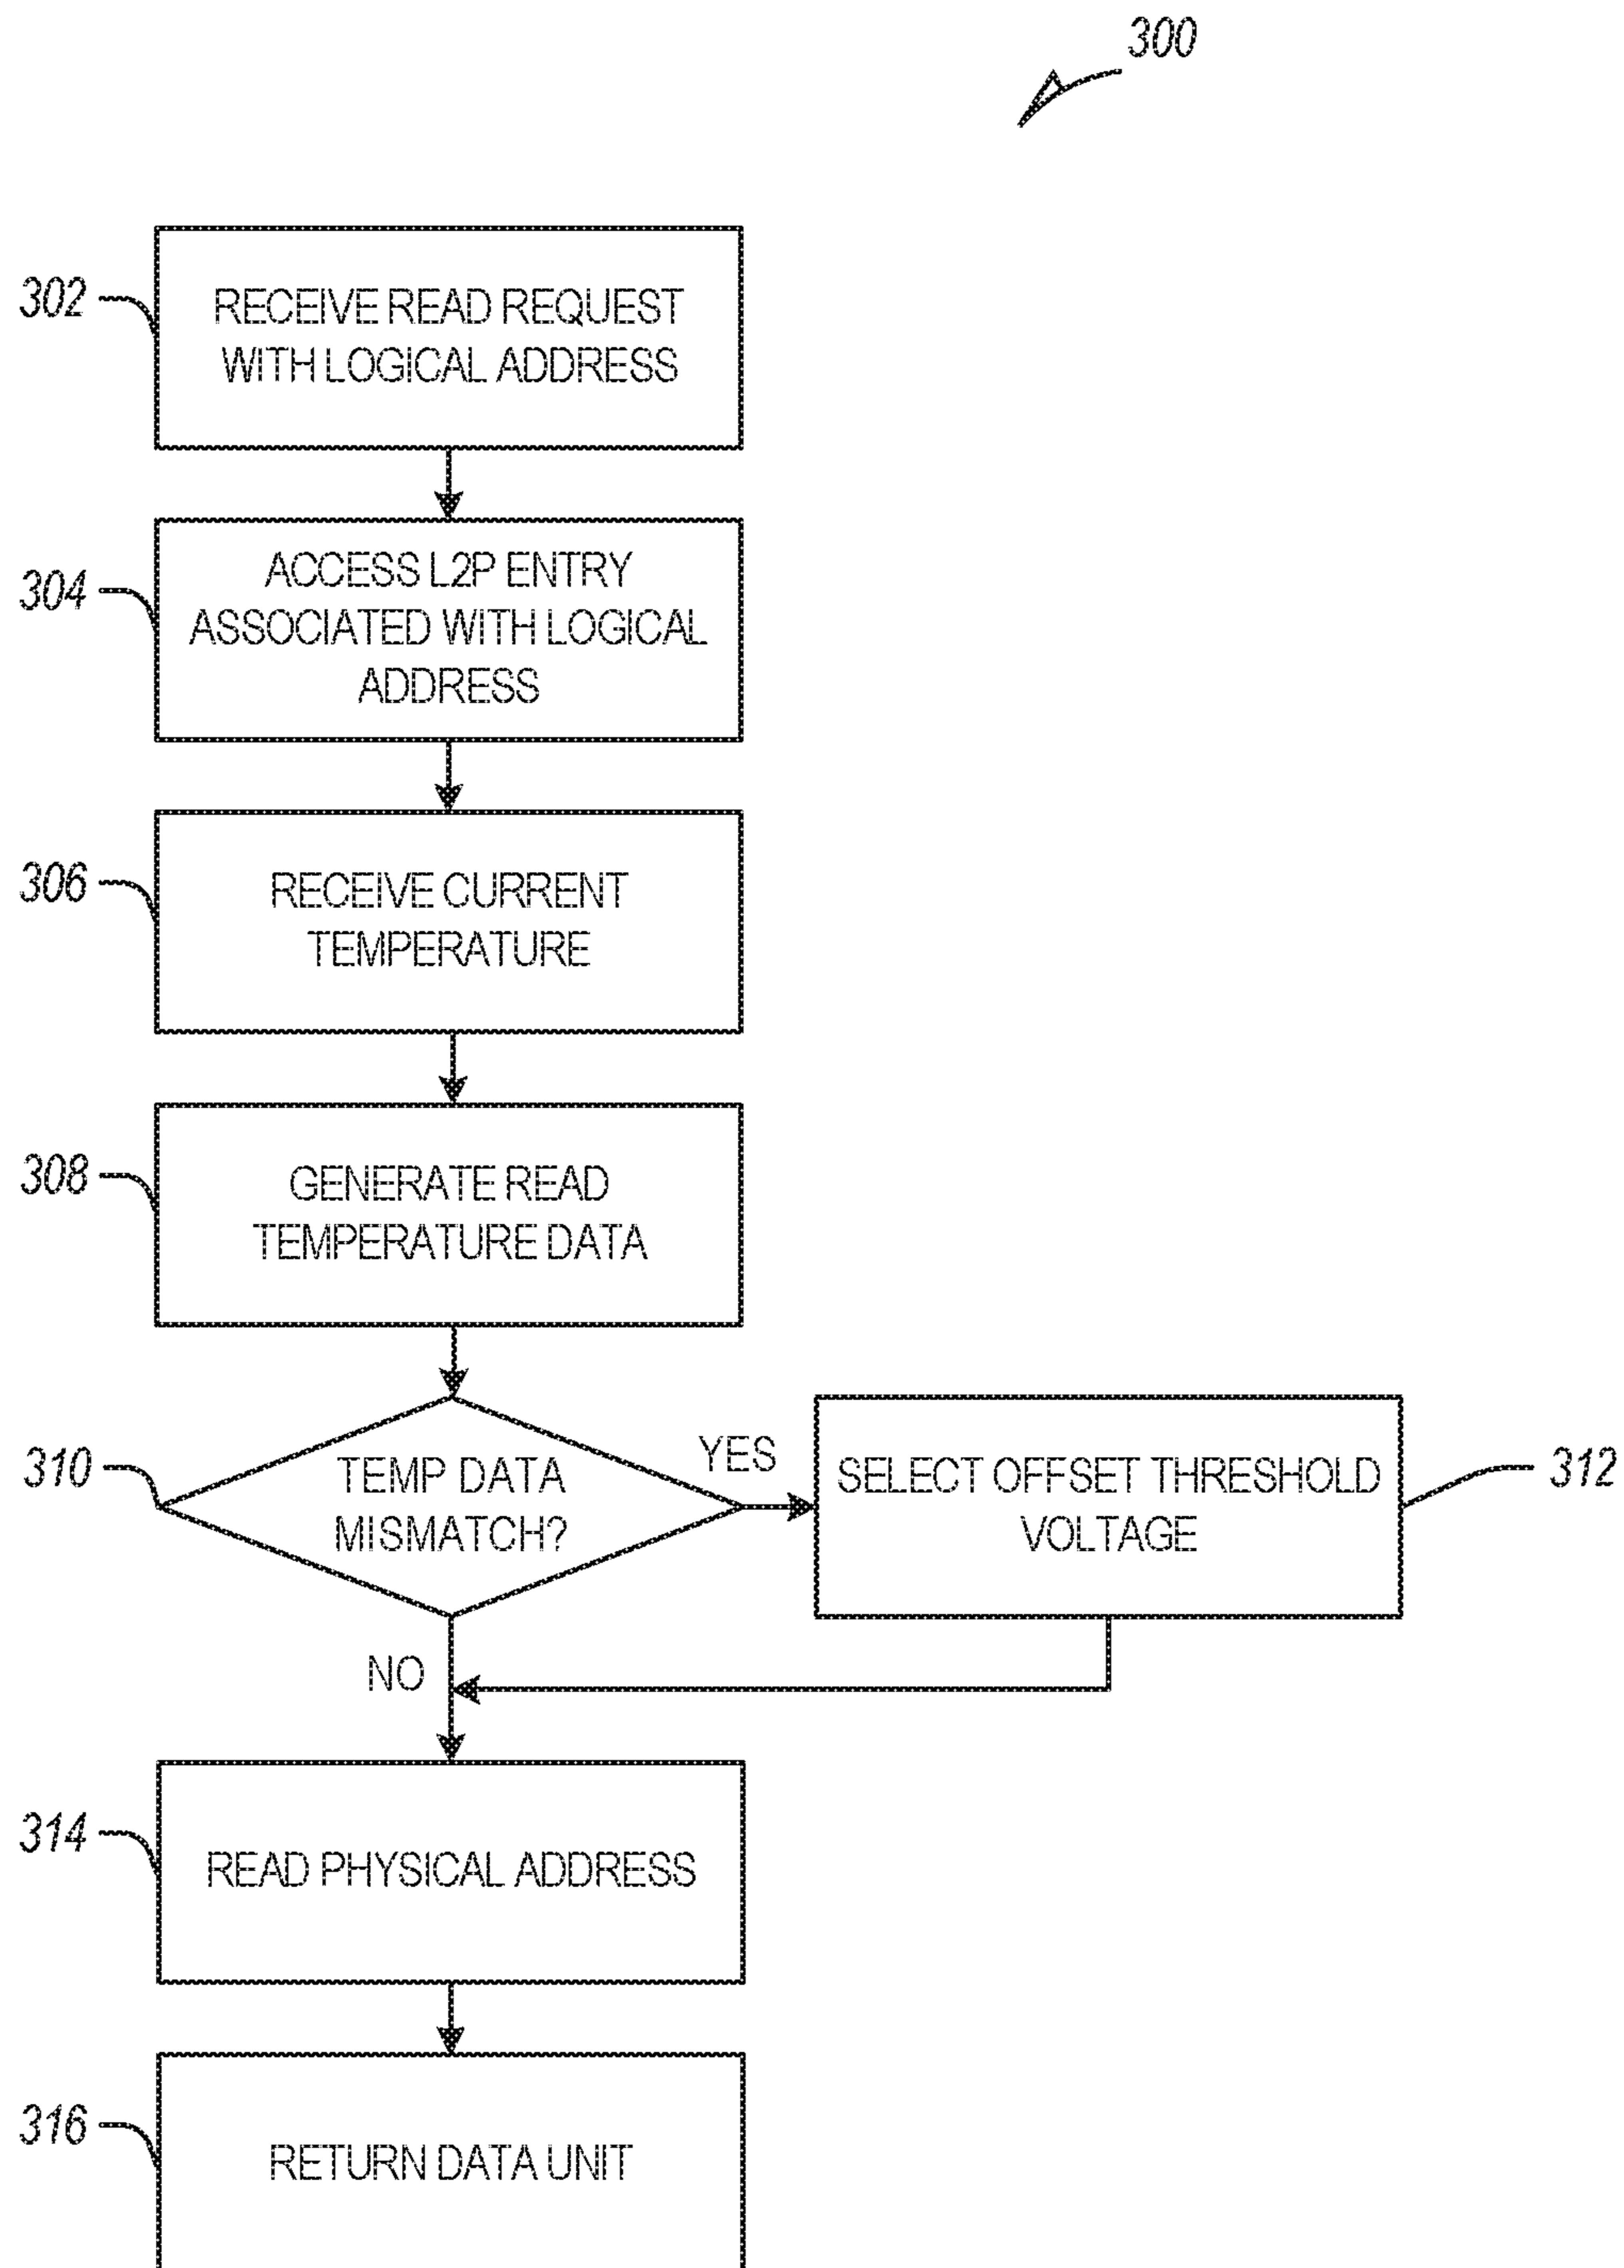 300
302
RECEIVE READ REQUEST
WITH LOGICAL ADDRESS
304
ACCESS L2P ENTRY
ASSOCIATED WITH LOGICAL
ADDRESS
306
RECEIVE CURRENT
TEMPERATURE
308
GENERATE READ
TEMPERATURE DATA
310
TEMP DATA
MISMATCH?
YES
SELECT OFFSET THRESHOLD
VOLTAGE
312
NO
314
READ PHYSICAL ADDRESS
316
RETURN DATA UNIT